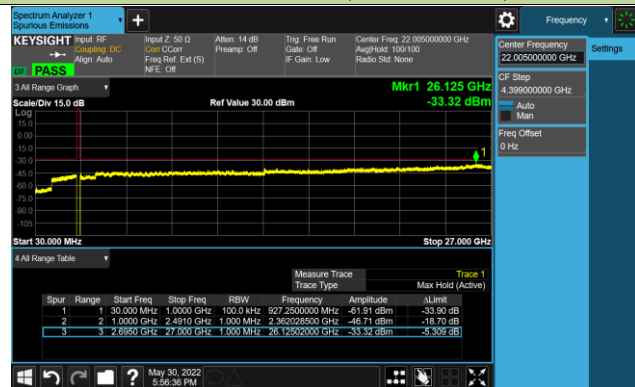 Spectrum Analyzer 1
Spurious Emissions
Frequency
KEYSIGHT
Input: RF
Coupling: DC
Align: Auto
Input Z: 50 Ω
Corr CCorr
Freq Ref: Ext (S)
NFE: Off
Atten: 14 dB
Preamp: Off
Trig: Free Run
Gate: Off
IF Gain: Low
Center Freq: 22.005000000 GHz
Avg|Hold: 100/100
Radio Std: None
PASS
Center Frequency
22.005000000 GHz
Settings
CF Step
4.399000000 GHz
Auto
Man
Freq Offset
0 Hz
3 All Range Graph
Mkr1 26.125 GHz
Scale/Div 15.0 dB
Ref Value 30.00 dBm
-33.32 dBm
Log
15.0
0.00
-15.0
-30.0
-45.0
-60.0
-75.0
-90.0
-105
1
Start 30.000 MHz
Stop 27.000 GHz
4 All Range Table
Measure Trace Trace 1
Trace Type Max Hold (Active)
Spur Range Start Freq Stop Freq RBW Frequency Amplitude ΔLimit
1 1 30.000 MHz 1.0000 GHz 100.0 kHz 927.2500000 MHz -61.91 dBm -33.90 dB
2 2 1.0000 GHz 2.4910 GHz 1.000 MHz 2.362028500 GHz -46.71 dBm -18.70 dB
3 3 2.6950 GHz 27.000 GHz 1.000 MHz 26.12502000 GHz -33.32 dBm -5.309 dB
?
May 30, 2022
5:56:36 PM